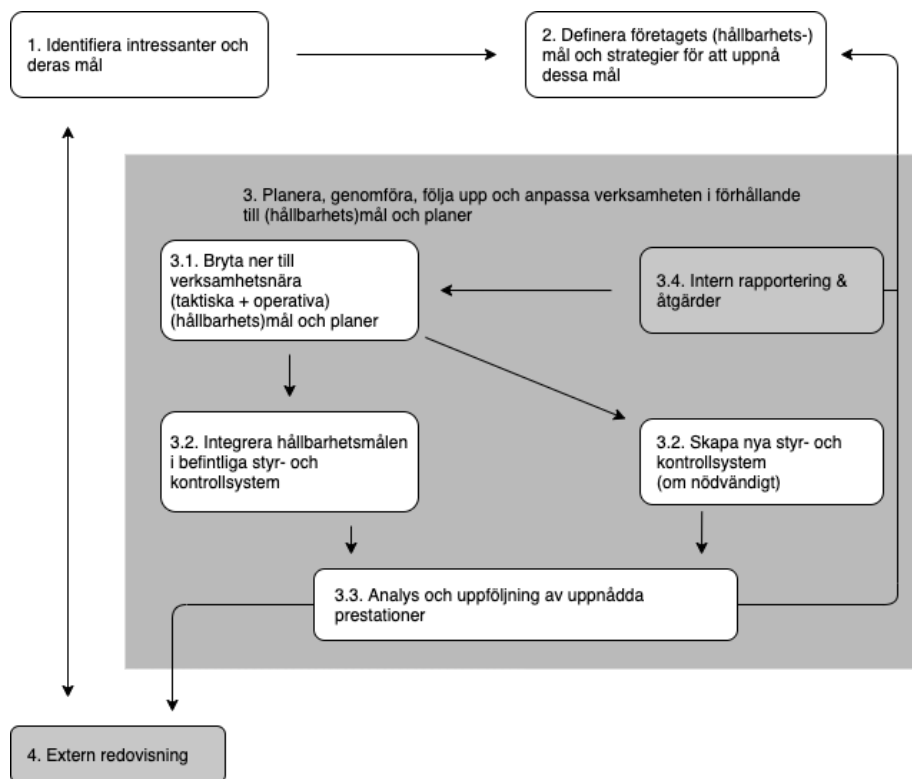 1. Identifiera intressanter och
deras mål
2. Definera företagets (hållbarhets-)
mål och strategier för att uppnå
dessa mål
3. Planera, genomföra, följa upp och anpassa verksamheten i förhållande
till (hållbarhets)mål och planer
3.1. Bryta ner till
verksamhetsnära
(taktiska + operativa)
(hållbarhets)mål och planer
3.4. Intern rapportering &
åtgärder
3.2. Integrera hållbarhetsmålen
i befintliga styr- och
kontrollsystem
3.2. Skapa nya styr- och
kontrollsystem
(om nödvändigt)
3.3. Analys och uppföljning av uppnådda
prestationer
4. Extern redovisning